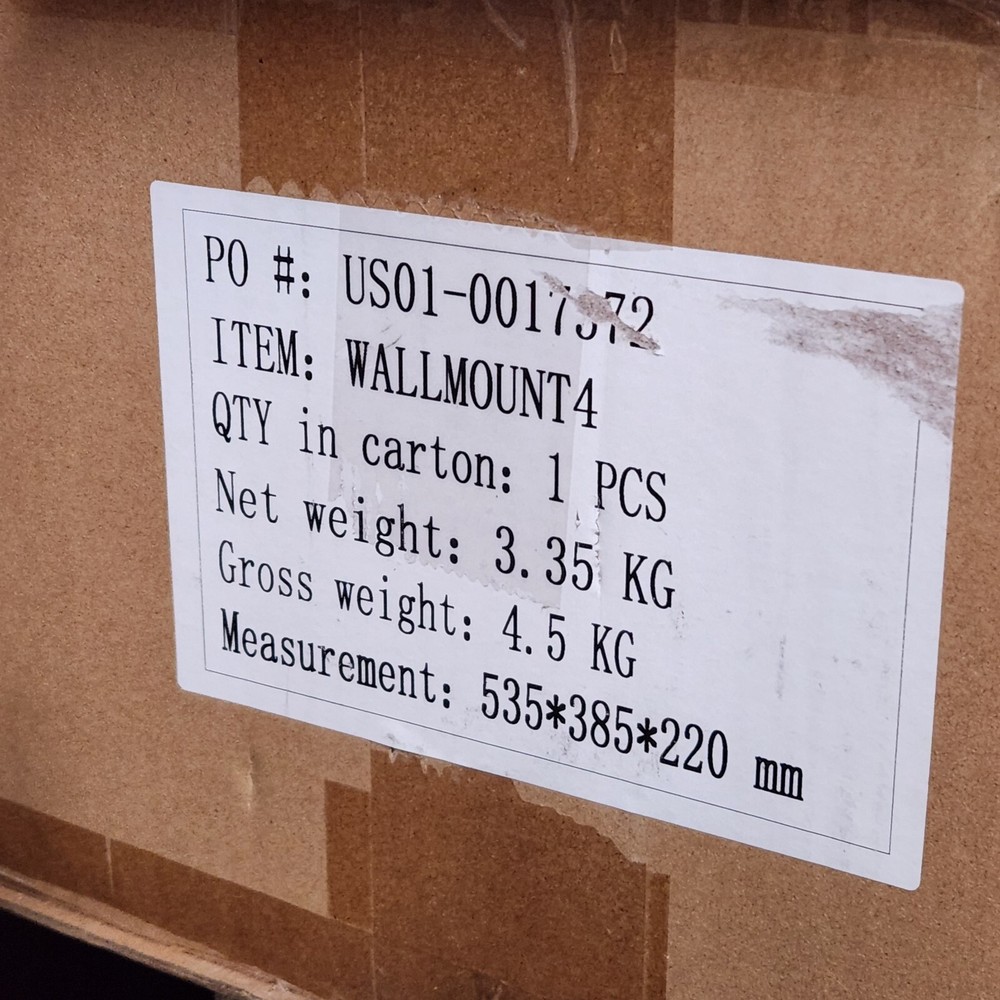 PO #:
ITEM: WALLMOUNT4
QTY in carton: 1 PCS
Net weight: 3.35 KG
Gross weight: 4.5 KG
Measurement: 535*385*220 mm